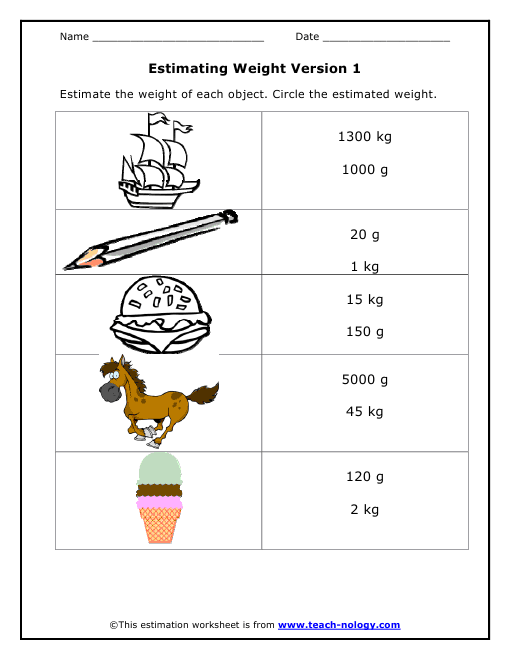 Name ___________________________ Date ____________________
Estimating Weight Version 1
Estimate the weight of each object. Circle the estimated weight.
1300 kg
1000 g
20 g
1 kg
15 kg
150 g
5000 g
45 kg
120 g
2 kg
©This estimation worksheet is from www.teach-nology.com